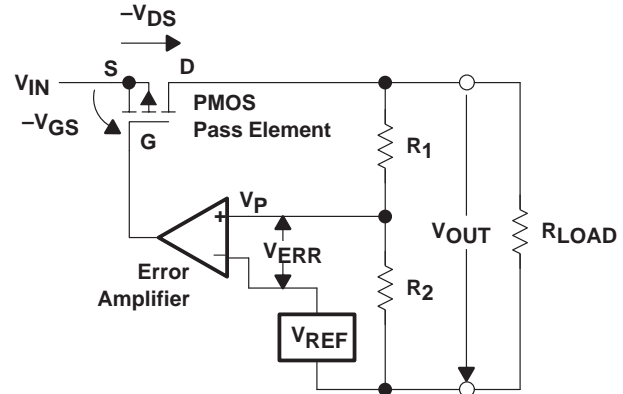 –VDS
S
D
VIN
PMOS
Pass Element
–VGS
G
R1
VP
+
VERR
VOUT
RLOAD
–
Error
Amplifier
R2
VREF